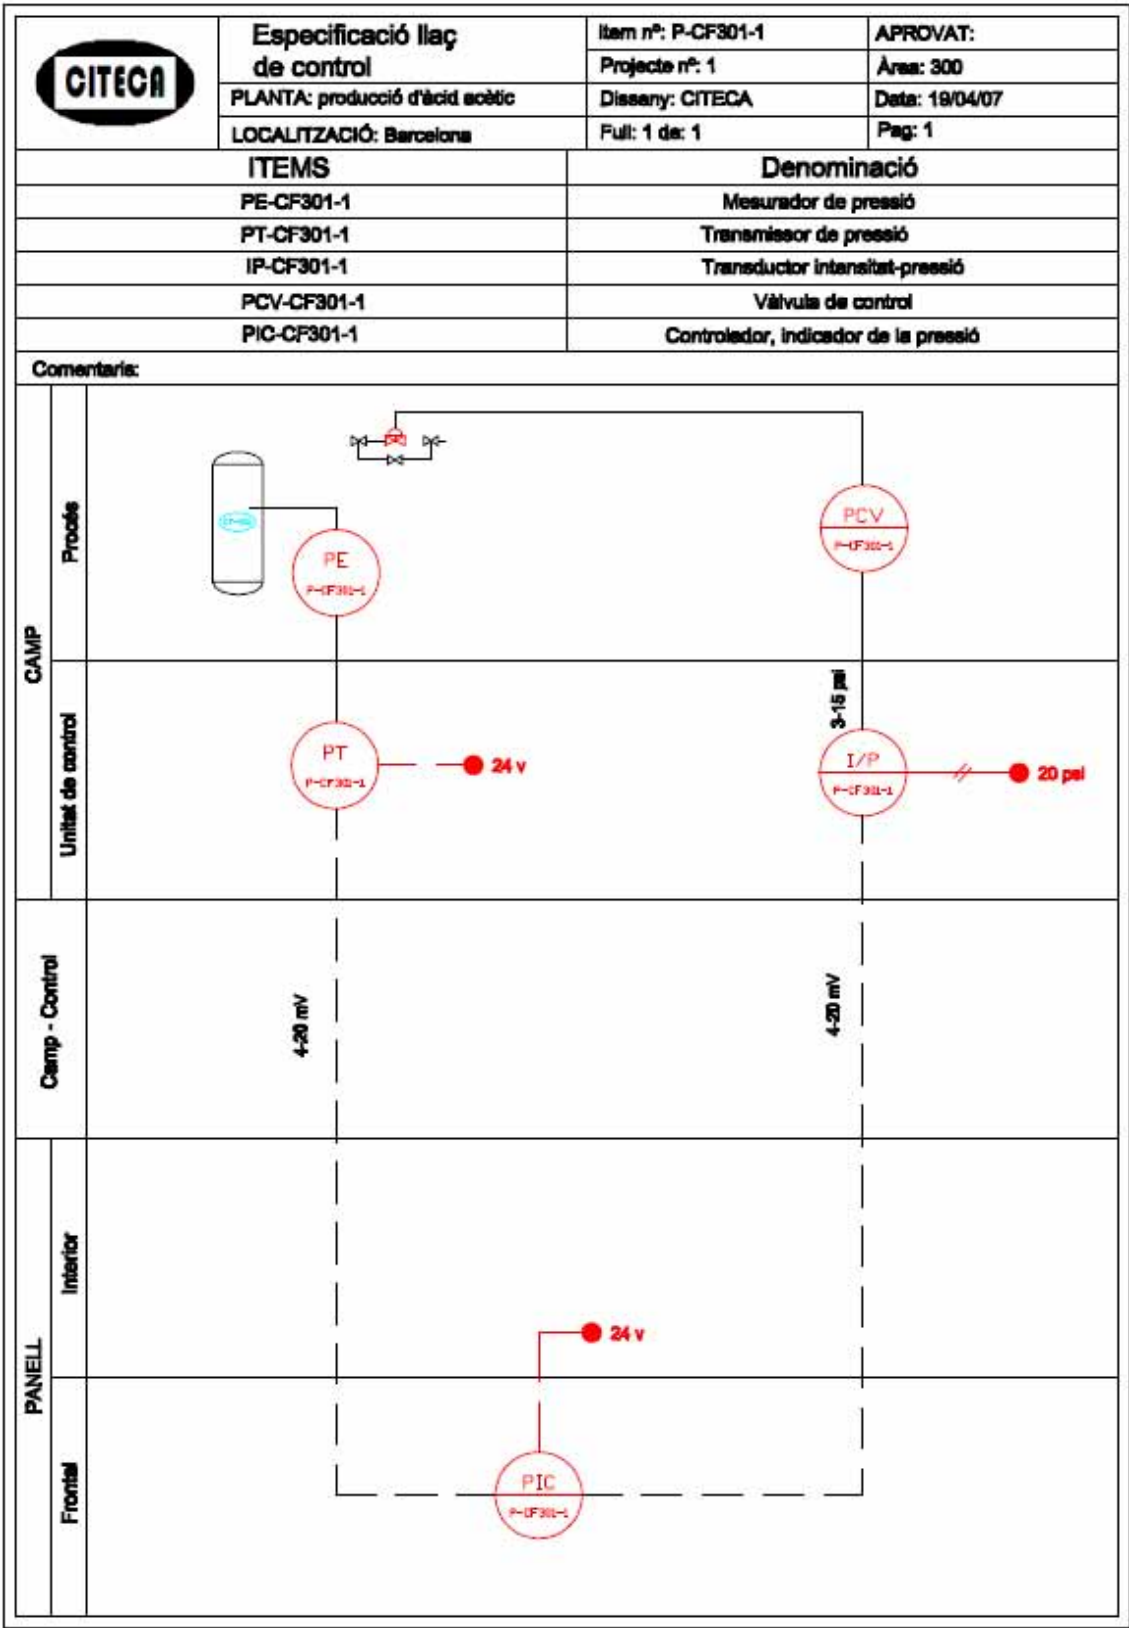 CITECA
Especificació llaç
de control
PLANTA: producció d'àcid acètic
LOCALITZACIÓ: Barcelona
Item nº: P-CF301-1
APROVAT:
Projecte nº: 1
Àrea: 300
Disseny: CITECA
Data: 19/04/07
Full: 1 de: 1
Pag: 1
ITEMS
Denominació
PE-CF301-1
Mesurador de pressió
PT-CF301-1
Transmissor de pressió
IP-CF301-1
Transductor intensitat-pressió
PCV-CF301-1
Vàlvula de control
PIC-CF301-1
Controlador, indicador de la pressió
Comentaris:
CAMP
Procés
PE
P-CF301-1
PCV
P-CF301-1
Unitat de control
PT
P-CF301-1
24 v
3-15 psi
I/P
P-CF301-1
20 psi
Camp - Control
4-20 mV
4-20 mV
PANELL
Interior
24 v
Frontal
PIC
P-CF301-1